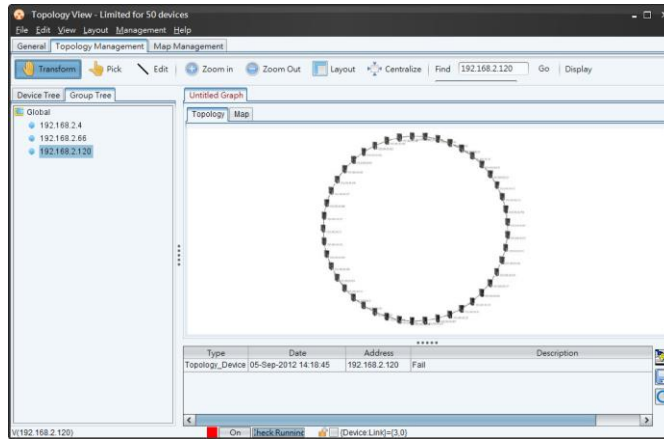 Topology View - Limited for 50 devices
File Edit View Layout Management Help
General Topology Management Map Management
Transform Pick Edit Zoom in Zoom Out Layout Centralize Find 192.168.2.120 Go Display
Device Tree Group Tree
Untitled Graph
Global
Topology Map
192.168.2.4
192.168.2.66
192.168.2.120
Type Date Address Description
Topology_Device 05-Sep-2012 14:18:45 192.168.2.120 Fail
V(192.168.2.120) On Check Running (Device:Link)=(3,0)